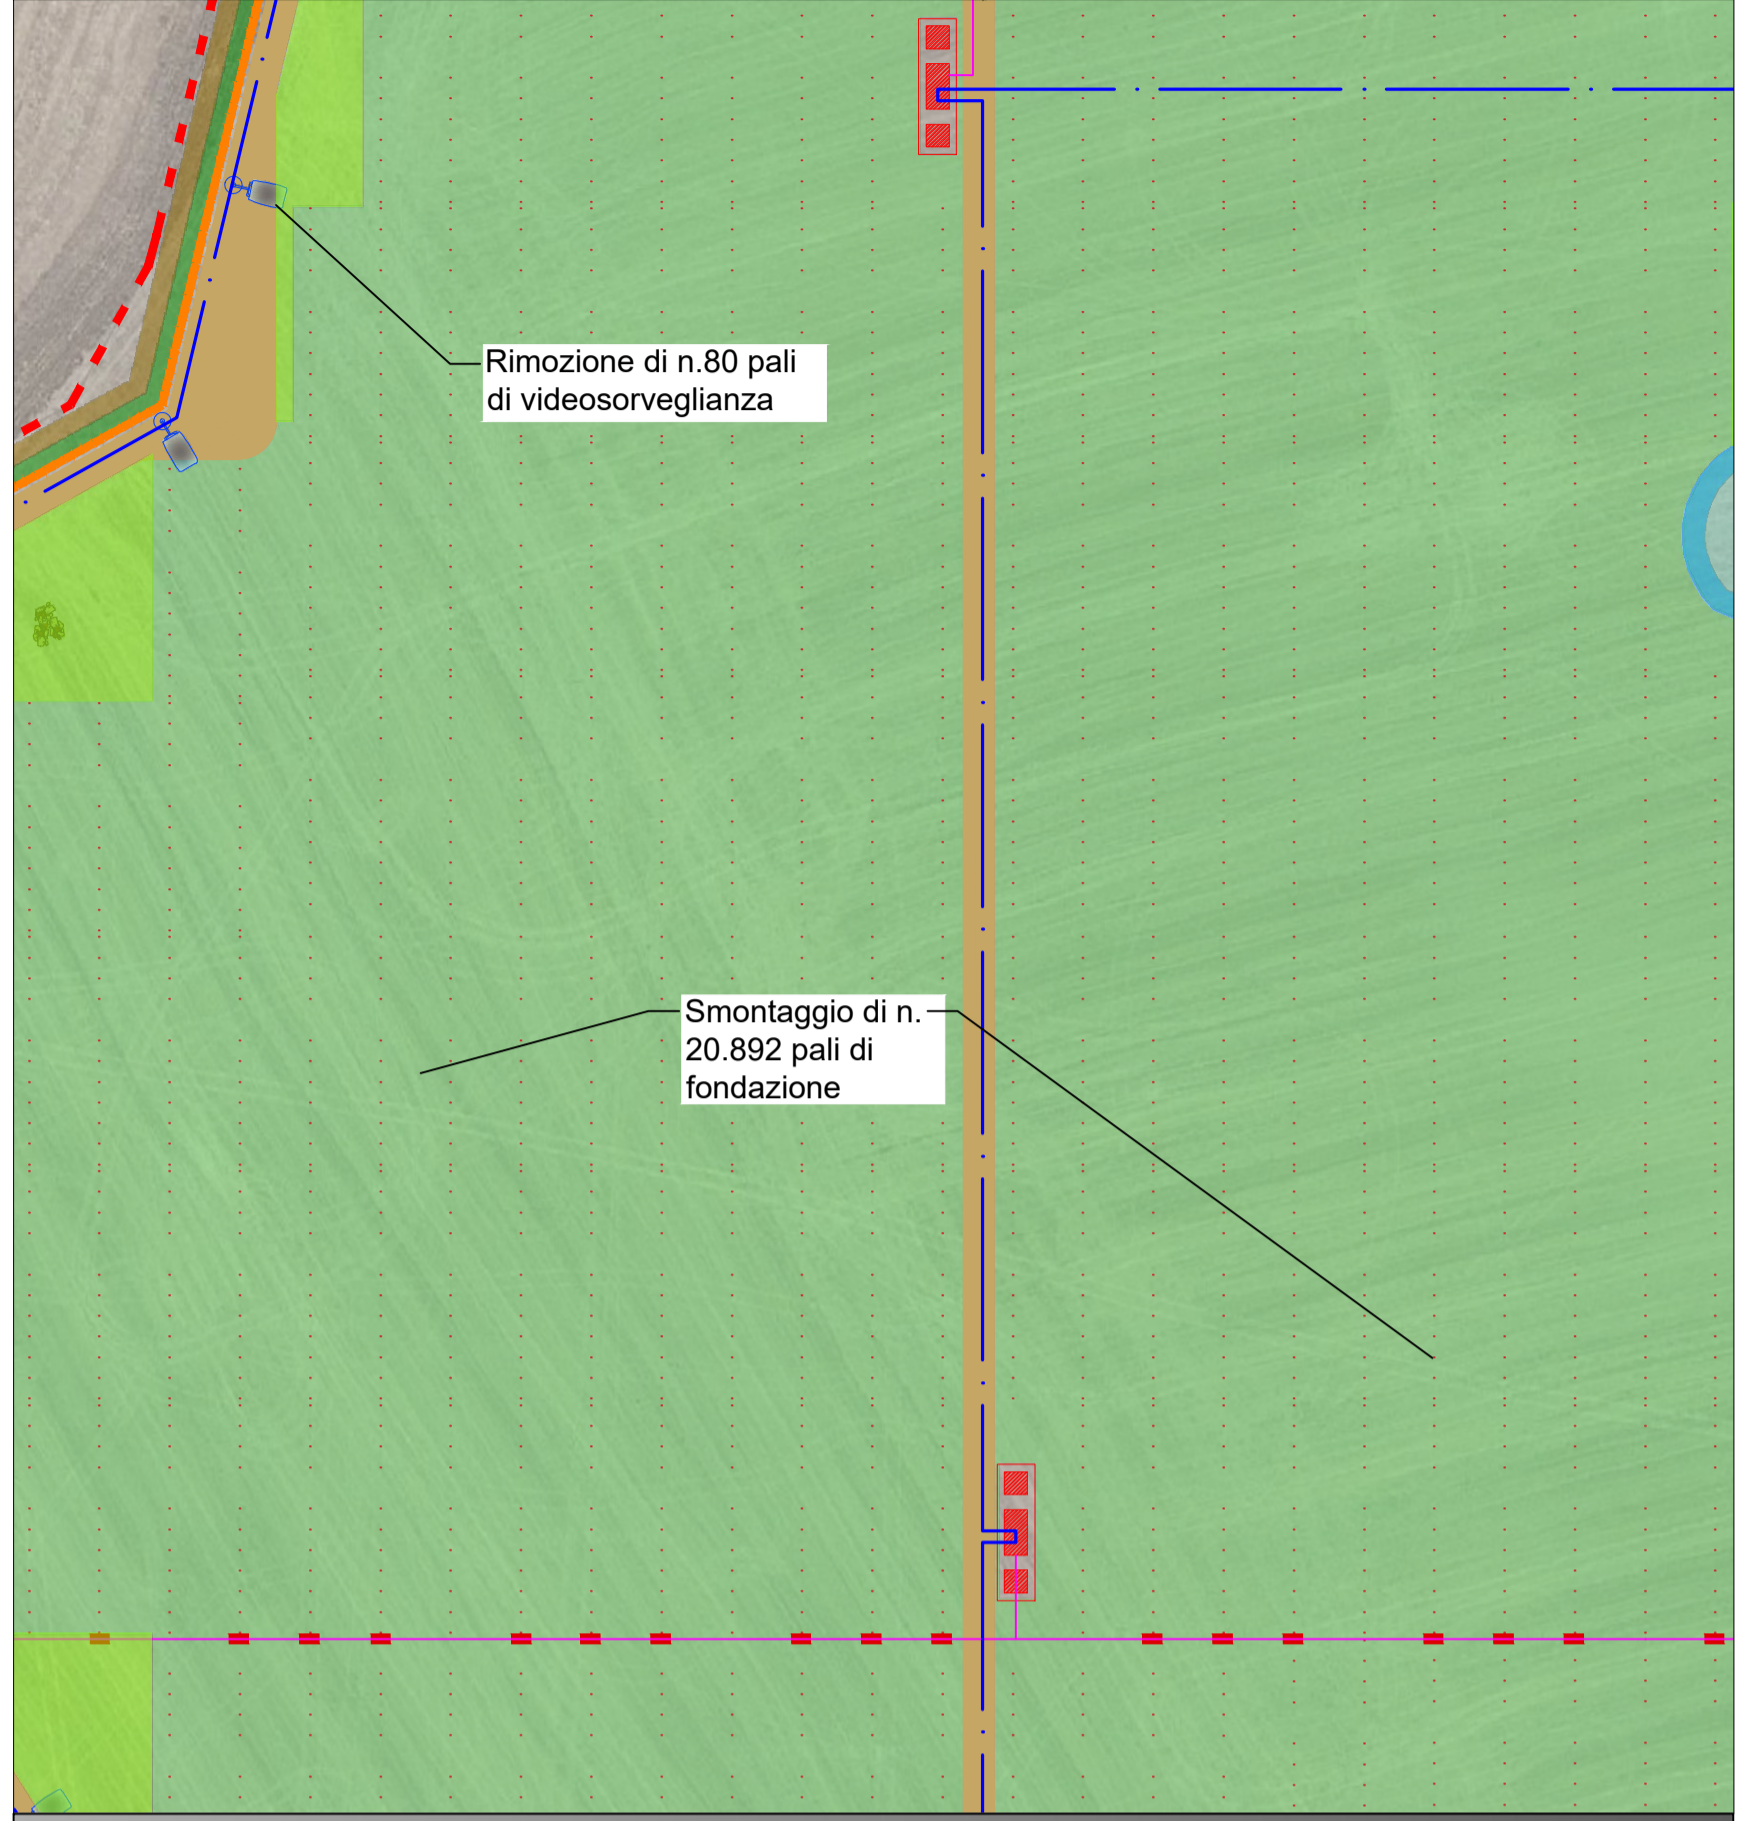 Rimozione di n.80 pali
di videosorveglianza
Smontaggio di n.
20.892 pali di
fondazione